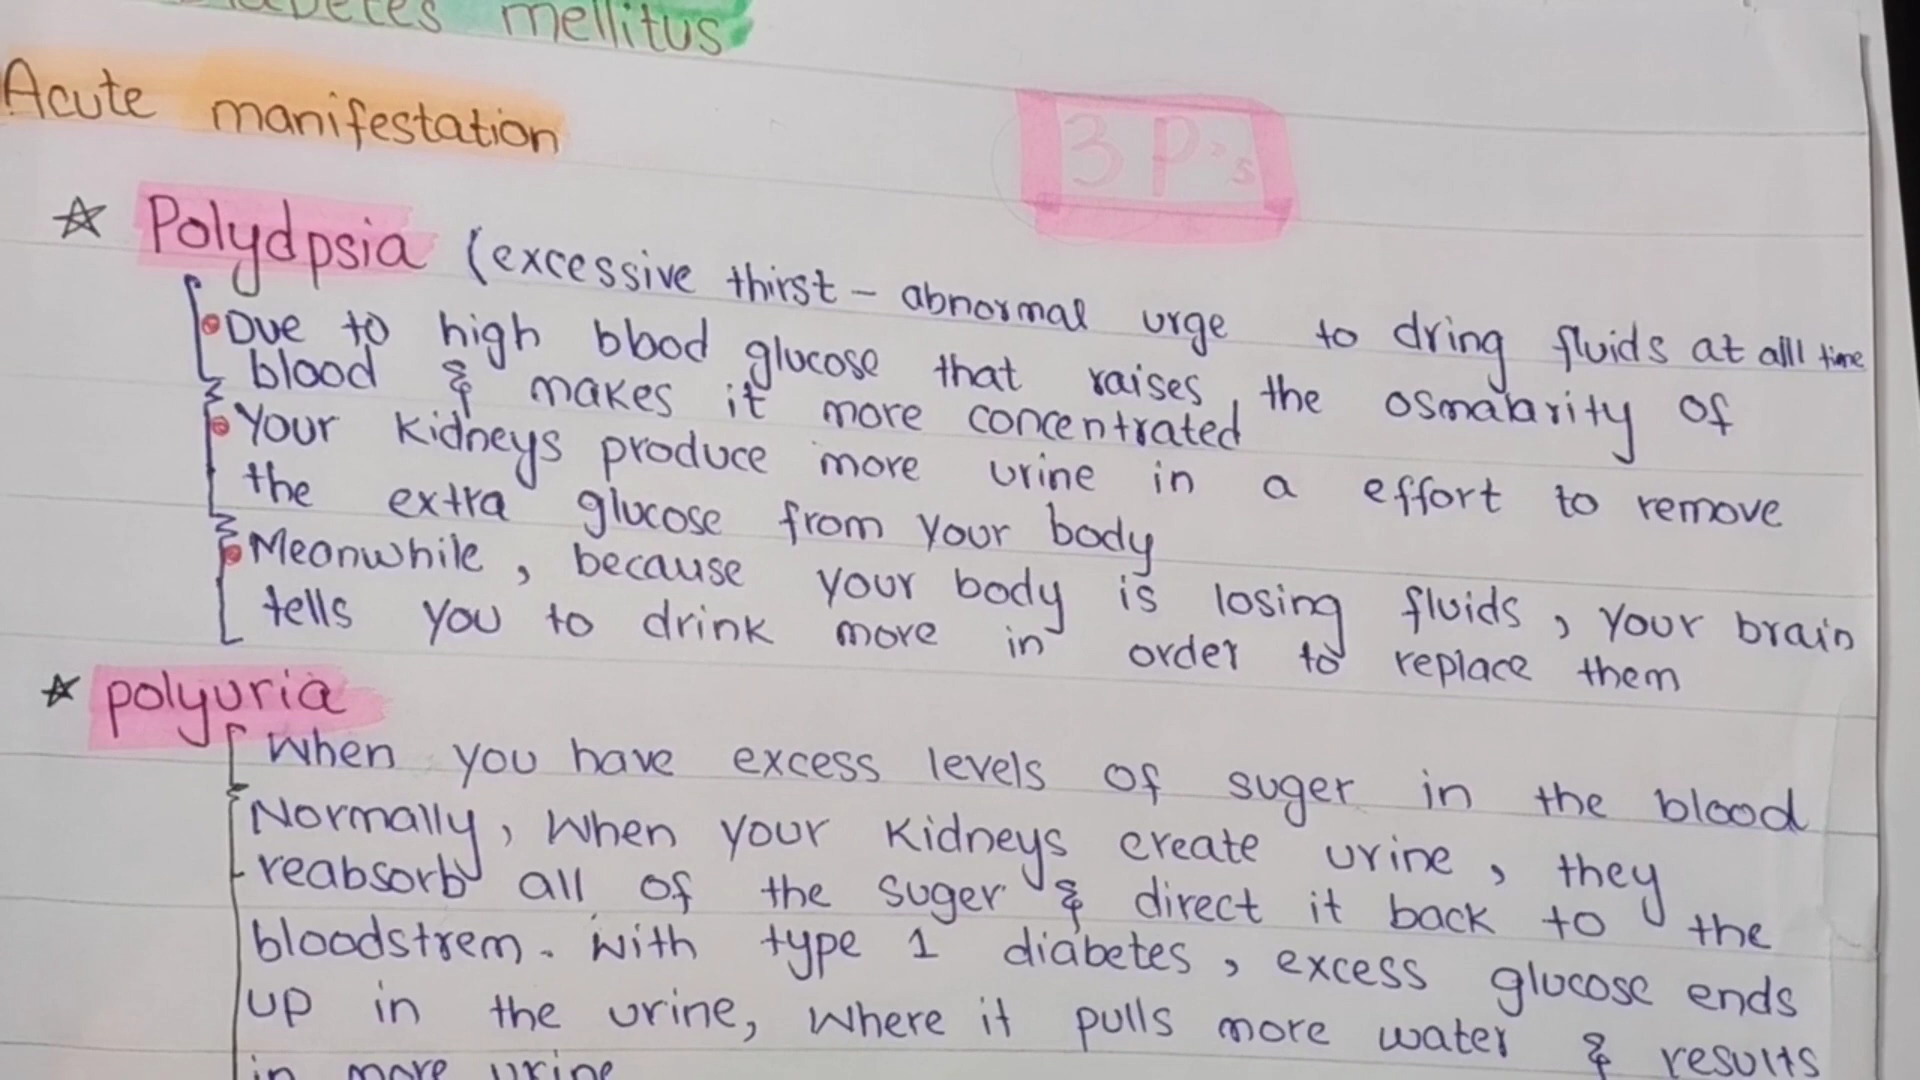 Diabetes mellitus
Acute manifestation
3 P's
☆ Polydpsia (excessive thirst - abnormal urge to dring fluids at alll time
• Due to high blood glucose that raises the osmalarity of
blood & makes it more concentrated
• Your kidneys produce more urine in a effort to remove
the extra glucose from your body
• Meanwhile, because your body is losing fluids, your brain
tells you to drink more in order to replace them
☆ polyuria
When you have excess levels of suger in the blood
Normally, When your kidneys create urine, they
reabsorb all of the suger & direct it back to the
bloodstrem. With type 1 diabetes, excess glucose ends
up in the urine, where it pulls more water & results
in more urine